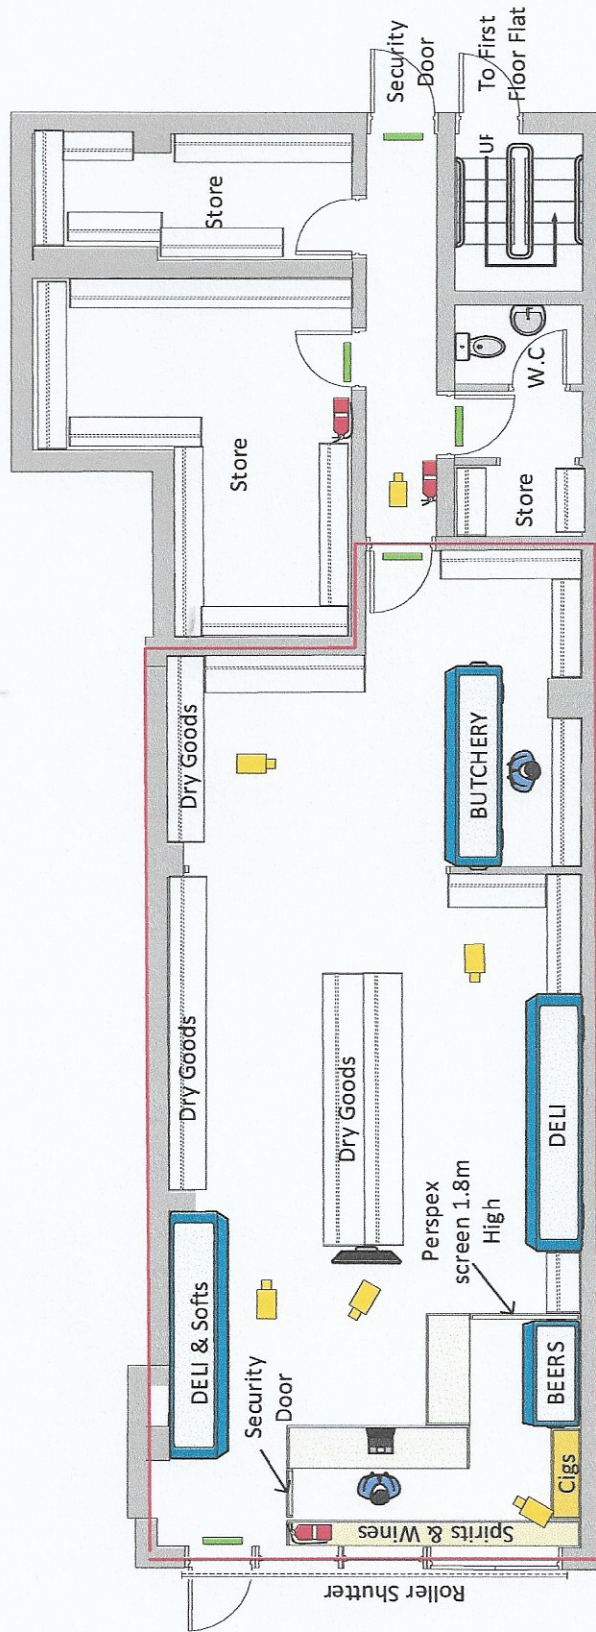 Security
Door
To First
Floor Flat
UP
Store
Store
W.C
Store
Dry Goods
BUTCHERY
Dry Goods
Dry Goods
DELI
Perspex
screen 1.8m
High
DELI & Softs
Security
Door
BEERS
Cigs
Spirits & Wines
Roller Shutter